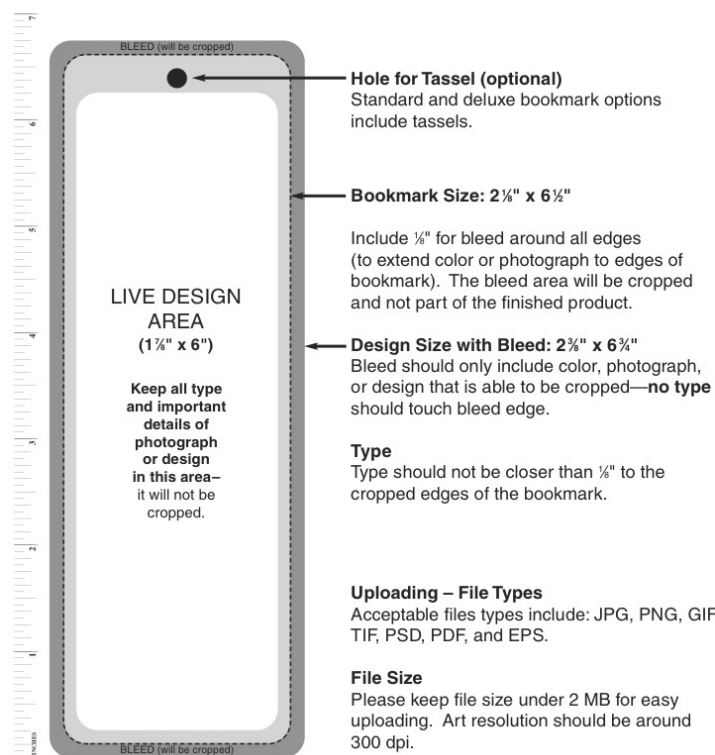 7
6
5
4
3
2
1
INCHES
BLEED (will be cropped)
LIVE DESIGN
AREA
(1⅞" x 6")
Keep all type
and important
details of
photograph
or design
in this area–
it will not be
cropped.
BLEED (will be cropped)
Hole for Tassel (optional)
Standard and deluxe bookmark options
include tassels.
Bookmark Size: 2⅛" x 6½"
Include ⅛" for bleed around all edges
(to extend color or photograph to edges of
bookmark).  The bleed area will be cropped
and not part of the finished product.
Design Size with Bleed: 2⅜" x 6¾"
Bleed should only include color, photograph,
or design that is able to be cropped—no type
should touch bleed edge.
Type
Type should not be closer than ⅛" to the
cropped edges of the bookmark.
Uploading – File Types
Acceptable files types include: JPG, PNG, GIF
TIF, PSD, PDF, and EPS.
File Size
Please keep file size under 2 MB for easy
uploading.  Art resolution should be around
300 dpi.